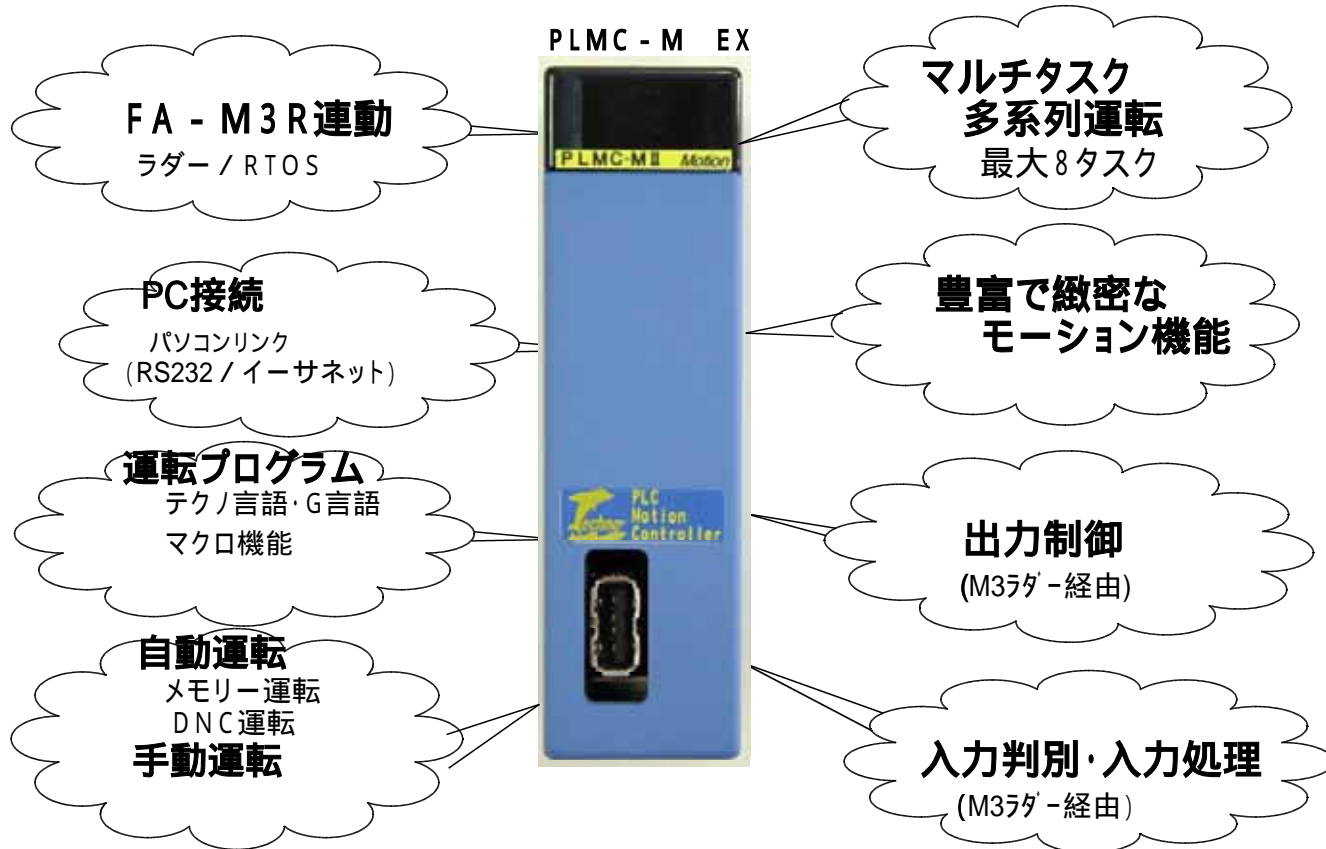 PLMC-M EX
FA-M3R連動
ラダー/RTOS
PC接続
パソコンリンク
(RS232/イーサネット)
運転プログラム
テクノ言語・G言語
マクロ機能
自動運転
メモリー運転
DNC運転
手動運転
PLMC-MⅡ Motion
Techno
PLC
Motion
Controller
マルチタスク
多系列運転
最大8タスク
豊富で緻密な
モーション機能
出力制御
(M3ﾗﾀﾞｰ経由)
入力判別・入力処理
(M3ﾗﾀﾞｰ経由)